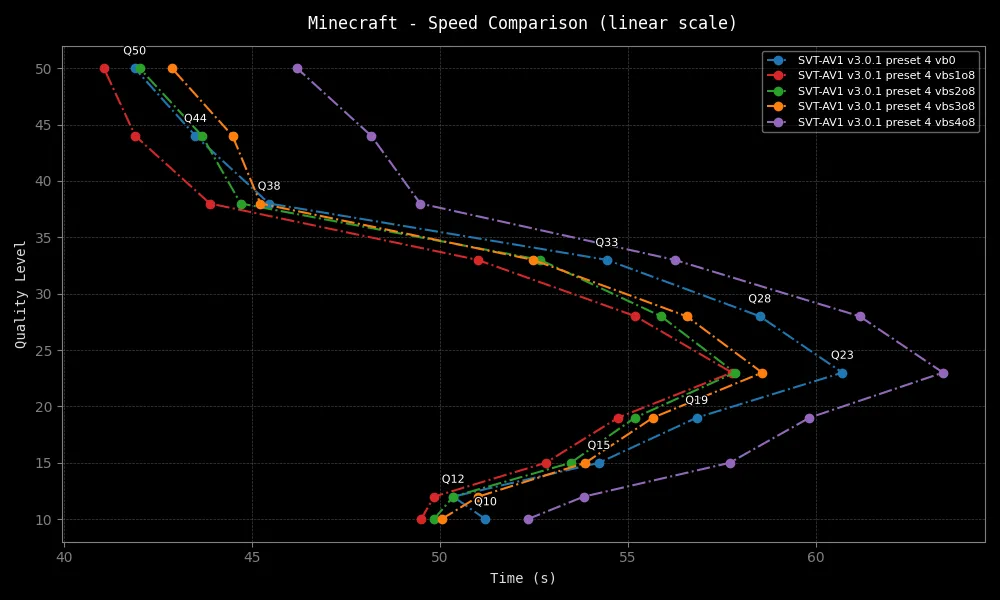 Minecraft - Speed Comparison (linear scale)
SVT-AV1 v3.0.1 preset 4 vb0
SVT-AV1 v3.0.1 preset 4 vbs1o8
SVT-AV1 v3.0.1 preset 4 vbs2o8
SVT-AV1 v3.0.1 preset 4 vbs3o8
SVT-AV1 v3.0.1 preset 4 vbs4o8
Q50
Q44
Q38
Q33
Q28
Q23
Q19
Q15
Q12
Q10
Quality Level
50
45
40
35
30
25
20
15
10
40 45 50 55 60
Time (s)